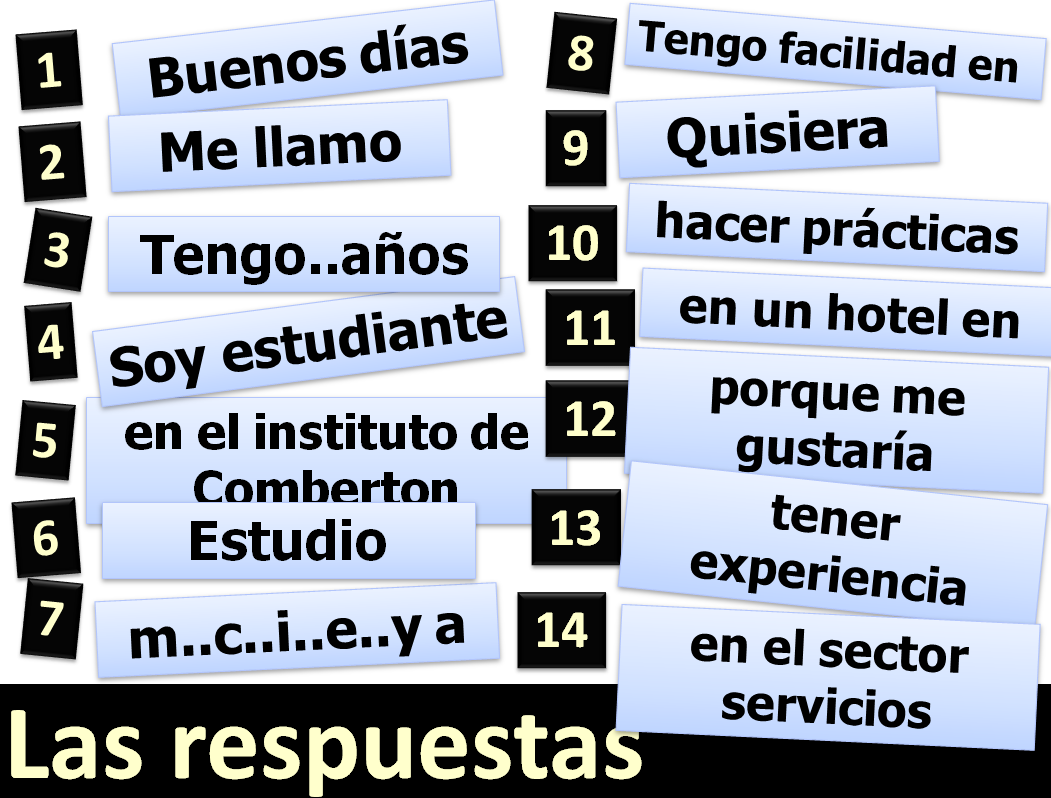 1
Buenos días
2
Me llamo
3
Tengo..años
4
Soy estudiante
5
en el instituto de
Comberton
6
Estudio
7
m..c..i..e..y a
8
Tengo facilidad en
9
Quisiera
10
hacer prácticas
11
en un hotel en
12
porque me
gustaría
13
tener
experiencia
14
en el sector
servicios
Las respuestas